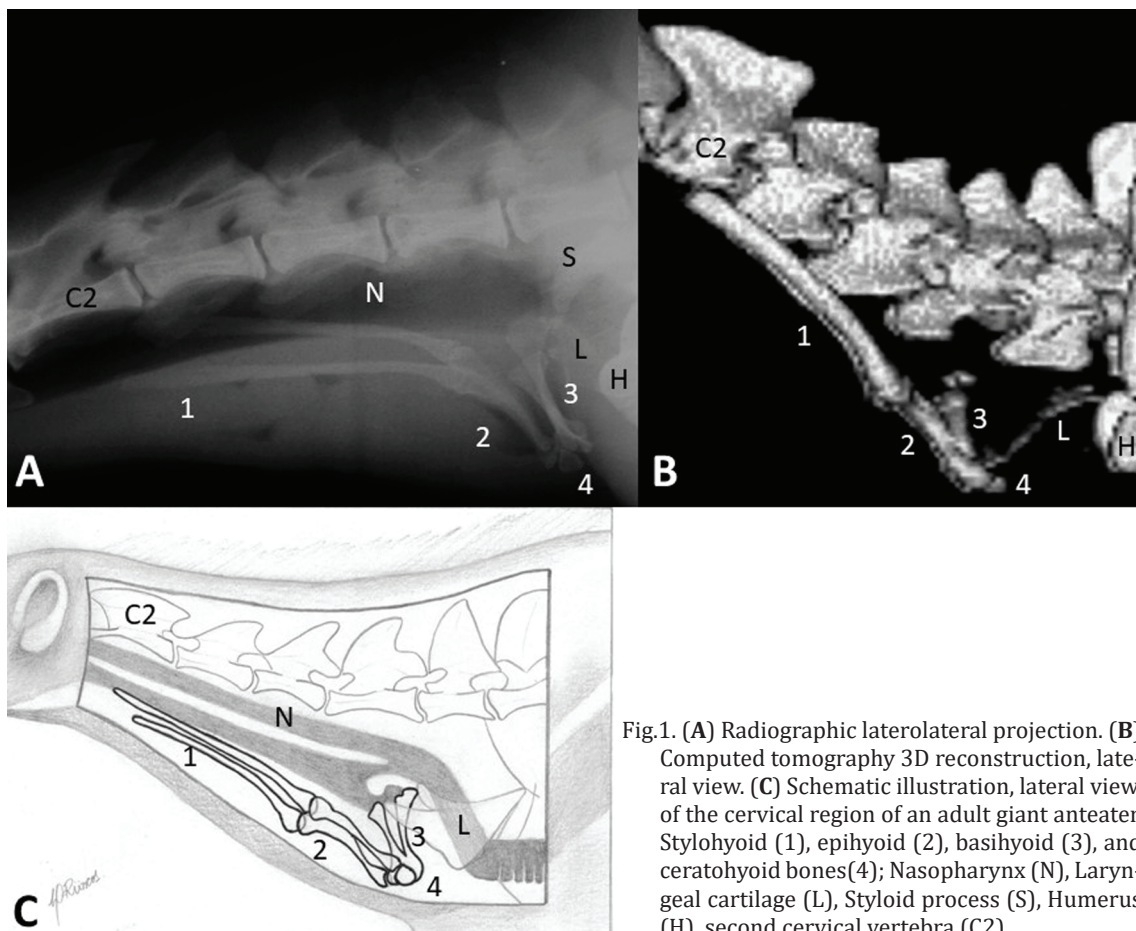 C2
N
S
L
H
1
2
3
4
A
C2
1
2
3
L
H
4
B
C2
N
1
2
3
L
4
C
Fig.1. (A) Radiographic laterolateral projection. (B)
Computed tomography 3D reconstruction, late-
ral view. (C) Schematic illustration, lateral view
of the cervical region of an adult giant anteater
Stylohyoid (1), epihyoid (2), basihyoid (3), and
ceratohyoid bones(4); Nasopharynx (N), Laryn-
geal cartilage (L), Styloid process (S), Humerus
(H), second cervical vertebra (C2)